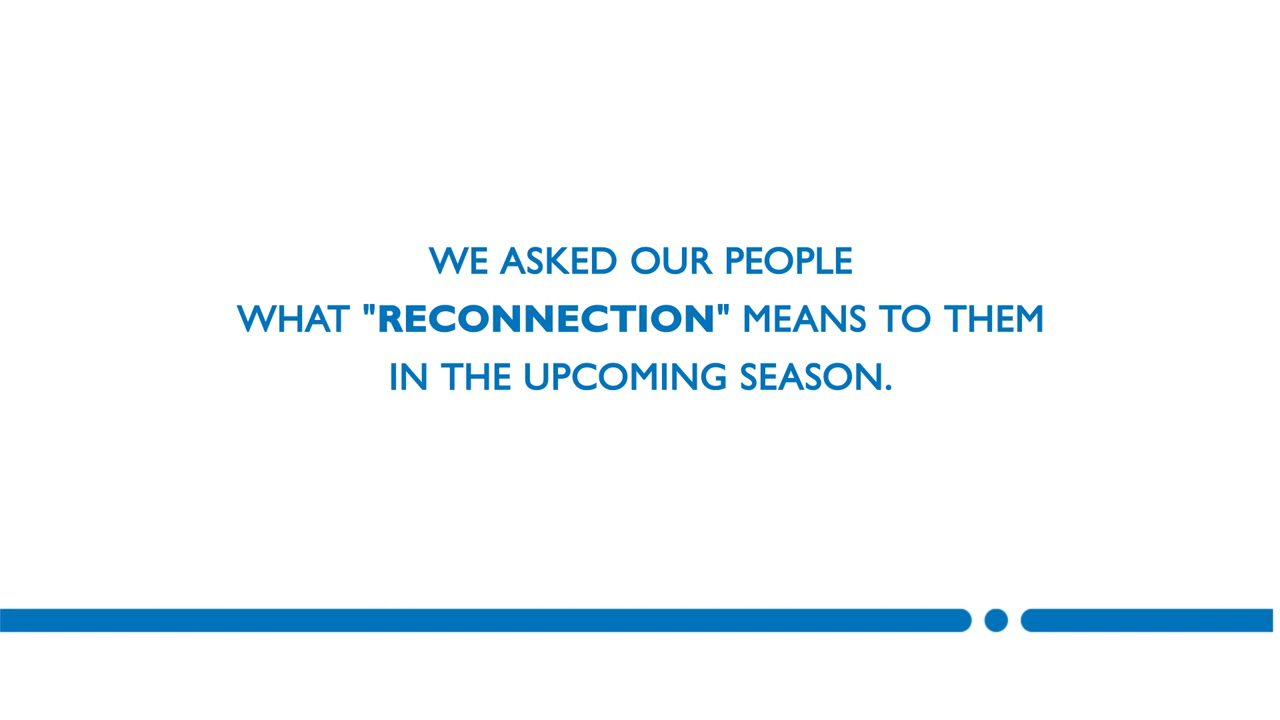 WE ASKED OUR PEOPLE
WHAT "RECONNECTION" MEANS TO THEM
IN THE UPCOMING SEASON.